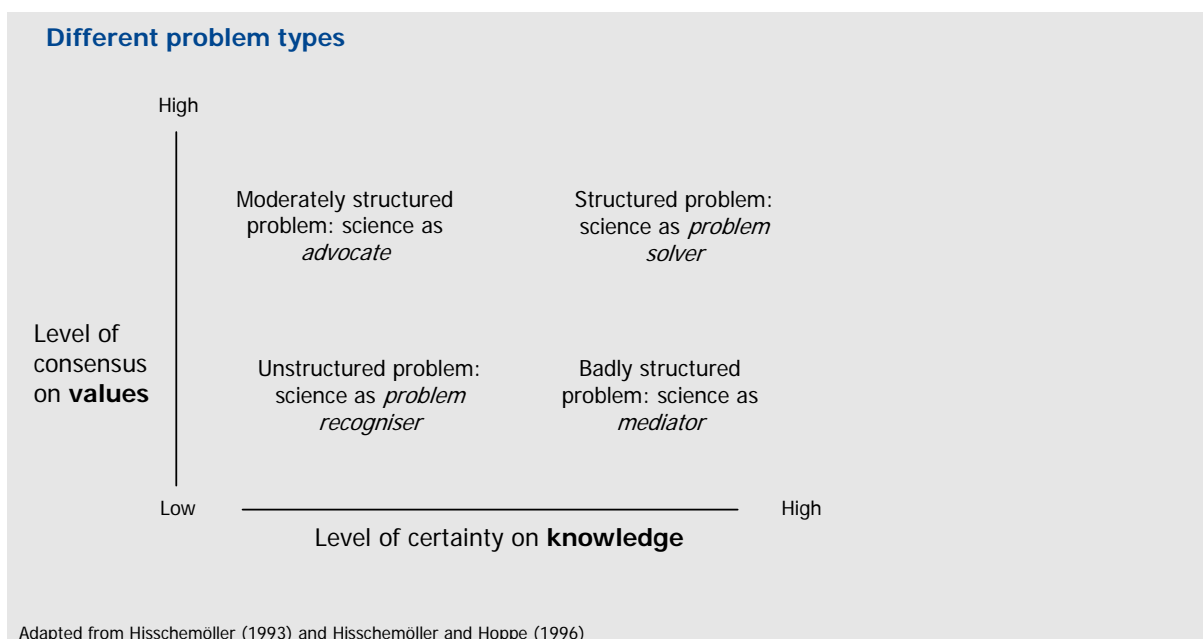 Different problem types
High
Moderately structured
problem: science as
advocate
Structured problem:
science as problem
solver
Level of
consensus
on values
Unstructured problem:
science as problem
recogniser
Badly structured
problem: science as
mediator
Low
High
Level of certainty on knowledge
Adapted from Hisschemöller (1993) and Hisschemöller and Hoppe (1996)